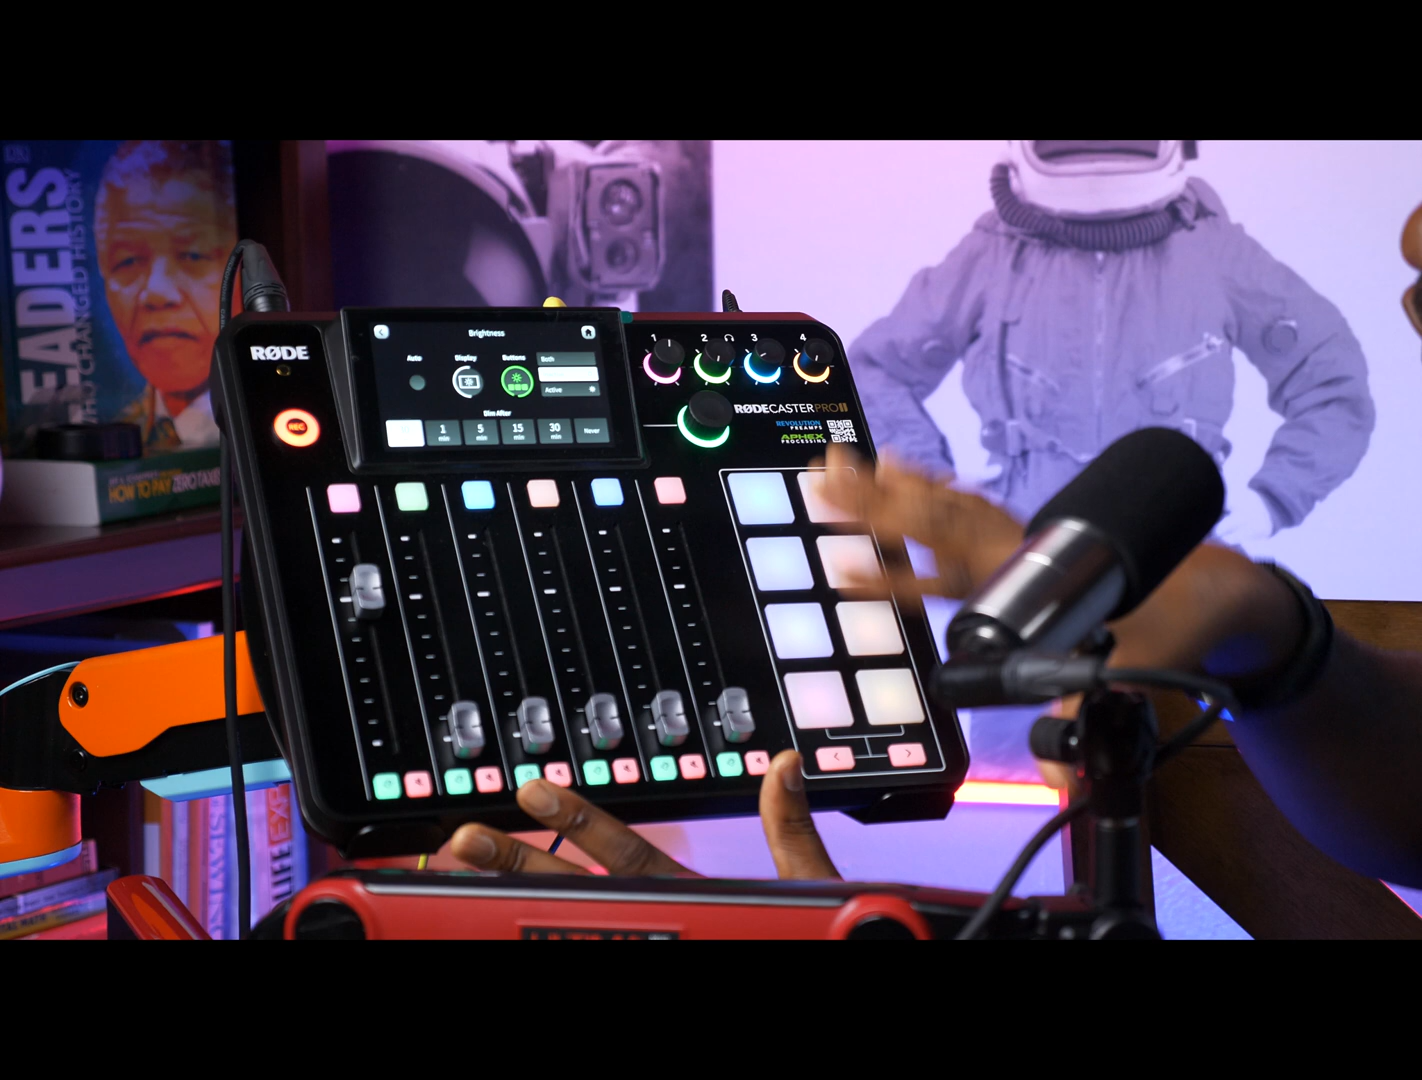 LEADERS
WHO CHANGED HISTORY
DK
HOW TO PAY ZERO TAXES
RØDE
REC
Brightness
Auto
Display
Buttons
Both
Active
Dim After
1 min
5 min
15 min
30 min
Never
1
2
3
4
RØDECASTER PRO II
REVOLUTION
PREAMPS
APHEX
PROCESSING
LIFE